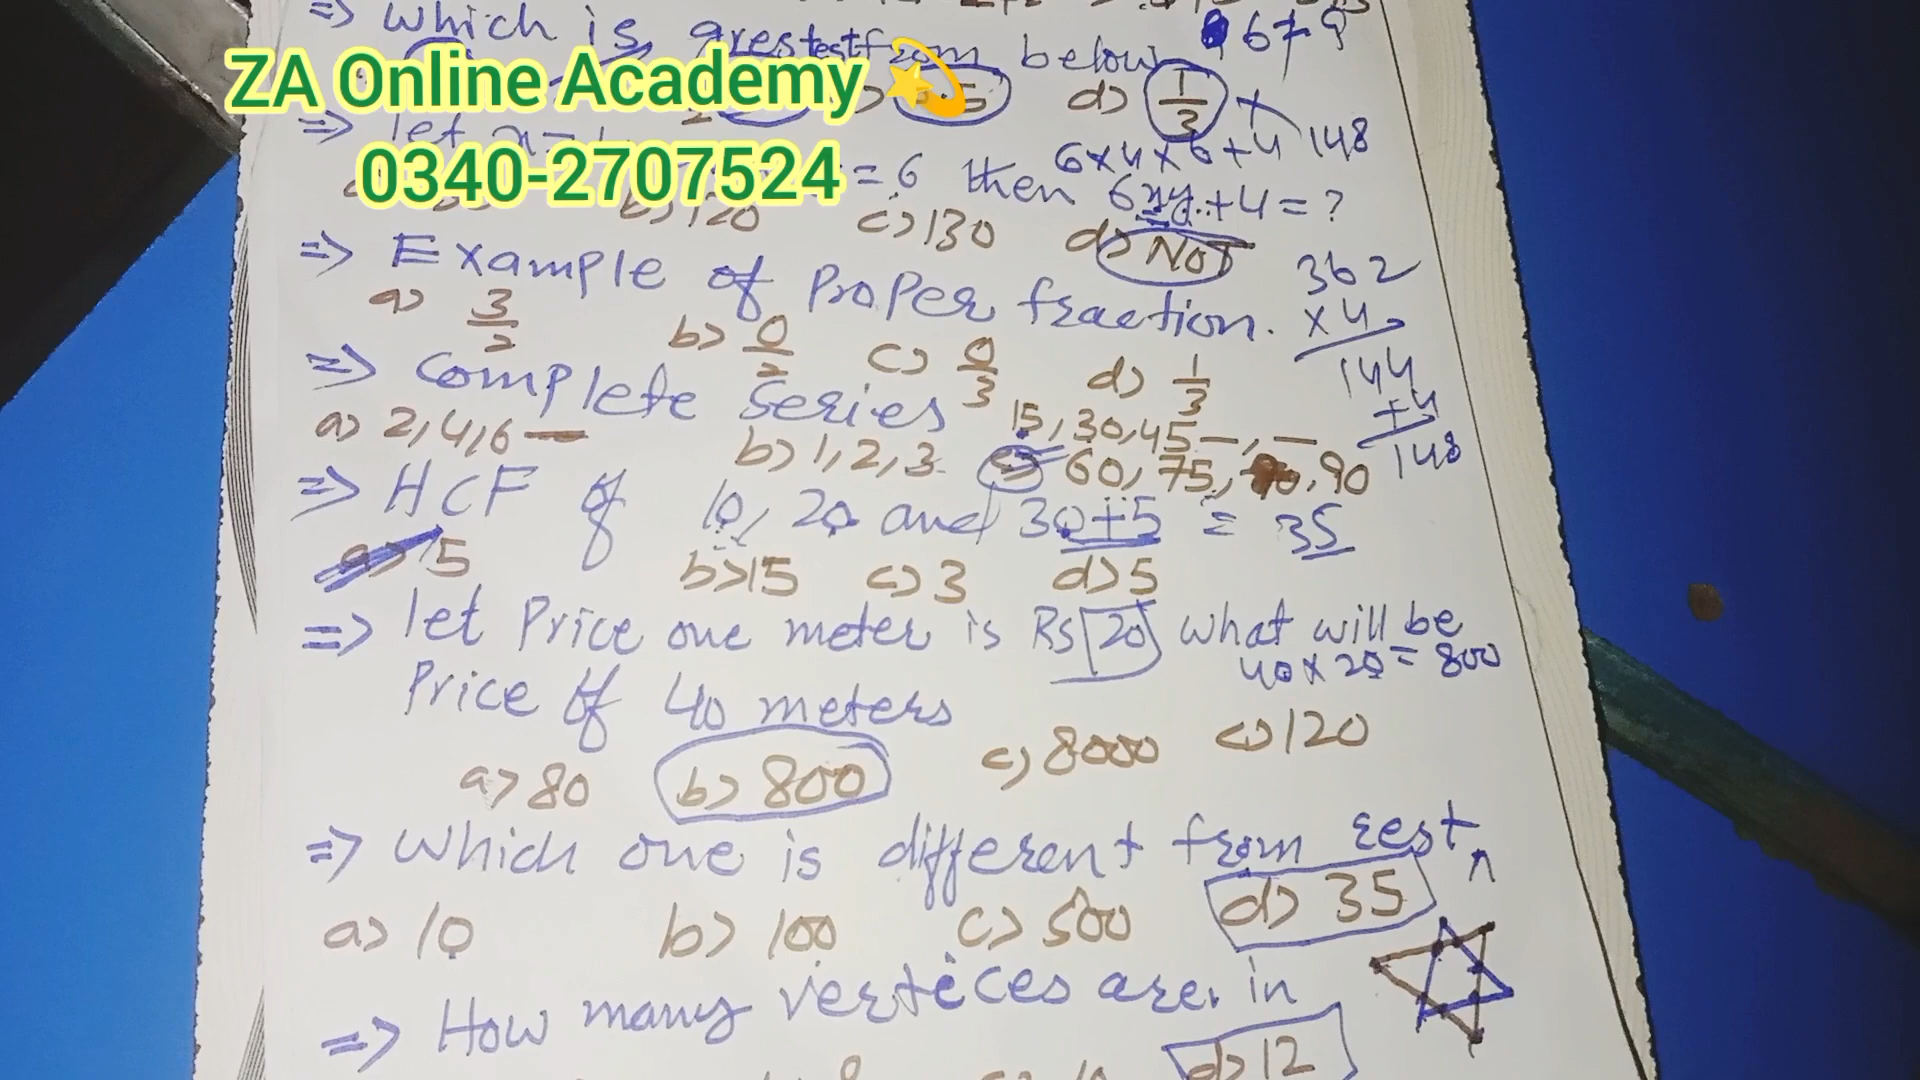 => which is grestest from below 6+9
ZA Online Academy
d) 1/3
=> let x=
0340-2707524
=6 then 6xy+4=?
6x4x6+4 148
b) 120 c) 130 d) NOT
=> Example of Proper fraction.
362
x4
144
+4
148
a) 3/2 b) 0/2 c) 0/3 d) 1/3
=> complete series 15,30,45_,_
a) 2,4,6_ b) 1,2,3 c) 60,75, 90
=> HCF of 10, 20 and 30+5 = 35
a) 5 b) 15 c) 3 d) 5
=> let Price one meter is Rs 20 what will be
40x20=800
Price of 40 meters
a) 80 b) 800 c) 8000 c) 120
=> which one is different from rest
a) 10 b) 100 c) 500 d) 35
=> How many vertices are in
d) 12